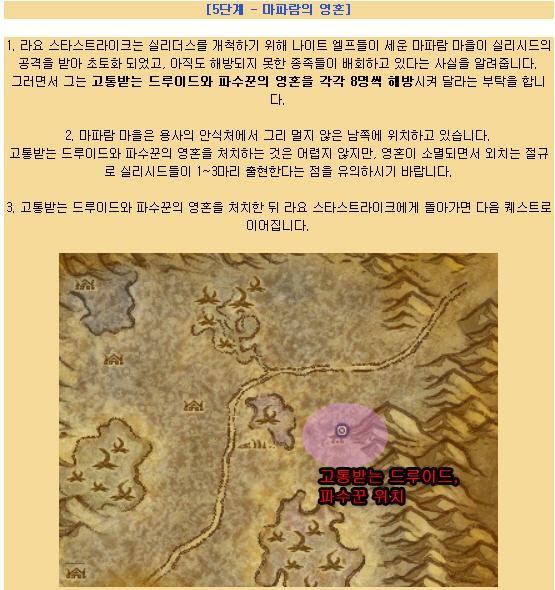 [5단계 - 마파람의 영혼]
1. 라요 스타스트라이크는 실리더스를 개척하기 위해 나이트 엘프들이 세운 마파람 마을이 실리시드의
공격을 받아 초토화 되었고, 아직도 해방되지 못한 종족들이 배회하고 있다는 사실을 알려줍니다.
그러면서 그는 고통받는 드루이드와 파수꾼의 영혼을 각각 8명씩 해방시켜 달라는 부탁을 합니
다.
2. 마파람 마을은 용사의 안식처에서 그리 멀지 않은 남쪽에 위치하고 있습니다.
고통받는 드루이드와 파수꾼의 영혼을 처치하는 것은 어렵지 않지만, 영혼이 소멸되면서 외치는 절규
로 실리시드들이 1~3마리 출현한다는 점을 유의하시기 바랍니다.
3. 고통받는 드루이드와 파수꾼의 영혼을 처치한 뒤 라요 스타스트라이크에게 돌아가면 다음 퀘스트로
이어집니다.
고통받는 드루이드,
파수꾼 위치